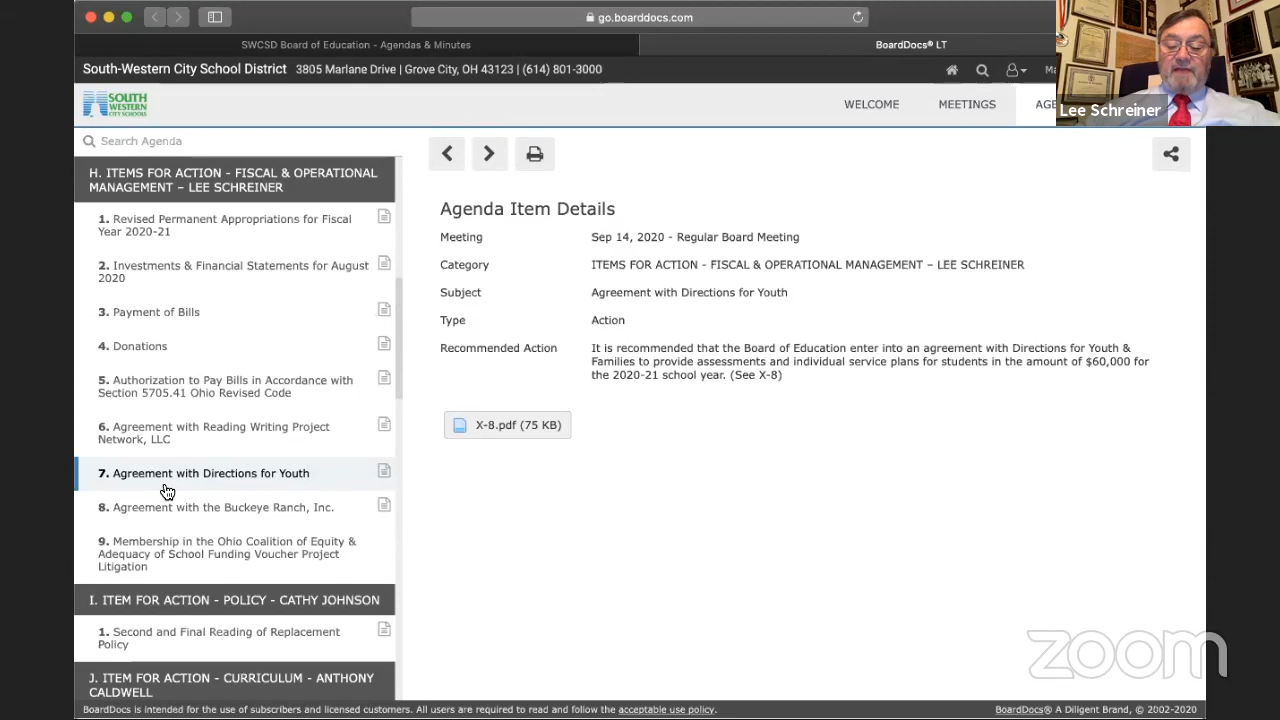 go.boarddocs.com
SWCSD Board of Education - Agendas & Minutes
BoardDocs® LT
South-Western City School District 3805 Marlane Drive | Grove City, OH 43123 | (614) 801-3000
Ma
SOUTH
WESTERN
CITY SCHOOLS
WELCOME
MEETINGS
AGE
Lee Schreiner
Search Agenda
H. ITEMS FOR ACTION - FISCAL & OPERATIONAL
MANAGEMENT – LEE SCHREINER
1. Revised Permanent Appropriations for Fiscal
Year 2020-21
2. Investments & Financial Statements for August
2020
3. Payment of Bills
4. Donations
5. Authorization to Pay Bills in Accordance with
Section 5705.41 Ohio Revised Code
6. Agreement with Reading Writing Project
Network, LLC
7. Agreement with Directions for Youth
8. Agreement with the Buckeye Ranch, Inc.
9. Membership in the Ohio Coalition of Equity &
Adequacy of School Funding Voucher Project
Litigation
I. ITEM FOR ACTION - POLICY - CATHY JOHNSON
1. Second and Final Reading of Replacement
Policy
J. ITEM FOR ACTION - CURRICULUM - ANTHONY
CALDWELL
Agenda Item Details
Meeting Sep 14, 2020 - Regular Board Meeting
Category ITEMS FOR ACTION - FISCAL & OPERATIONAL MANAGEMENT – LEE SCHREINER
Subject Agreement with Directions for Youth
Type Action
Recommended Action It is recommended that the Board of Education enter into an agreement with Directions for Youth &
Families to provide assessments and individual service plans for students in the amount of $60,000 for
the 2020-21 school year. (See X-8)
X-8.pdf (75 KB)
zoom
BoardDocs is intended for the use of subscribers and licensed customers. All users are required to read and follow the acceptable use policy.
BoardDocs® A Diligent Brand, © 2002-2020